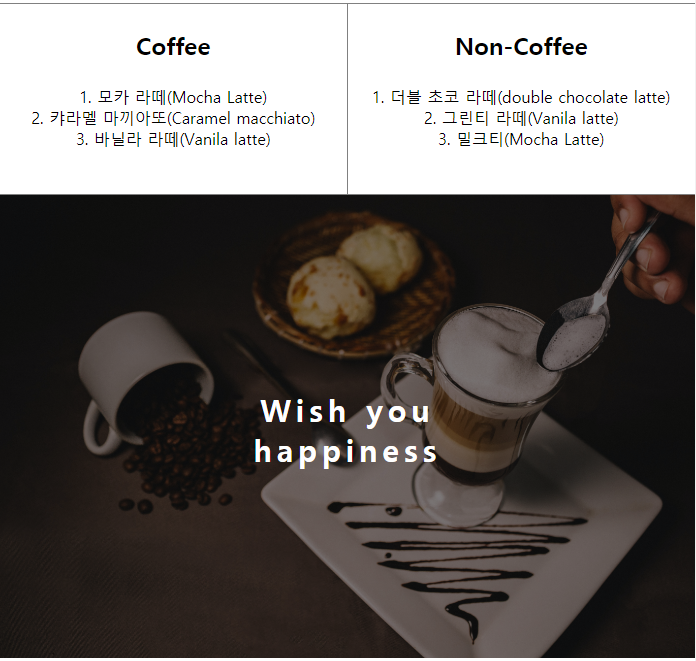 Coffee
1. 모카 라떼(Mocha Latte)
2. 캬라멜 마끼아또(Caramel macchiato)
3. 바닐라 라떼(Vanila latte)
Non-Coffee
1. 더블 초코 라떼(double chocolate latte)
2. 그린티 라떼(Vanila latte)
3. 밀크티(Mocha Latte)
Wish you
happiness